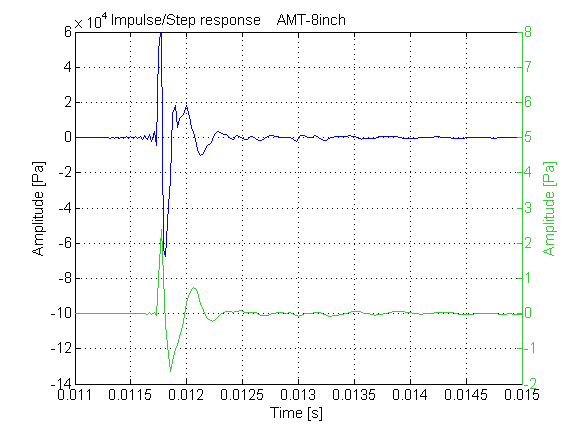 × 10⁴ Impulse/Step response AMT-8inch
6 8
4 7
2 6
0 5
-2 4
-4 3
-6 2
-8 1
-10 0
-12 -1
-14 -2
Amplitude [Pa]
Amplitude [Pa]
0.011 0.0115 0.012 0.0125 0.013 0.0135 0.014 0.0145 0.015
Time [s]